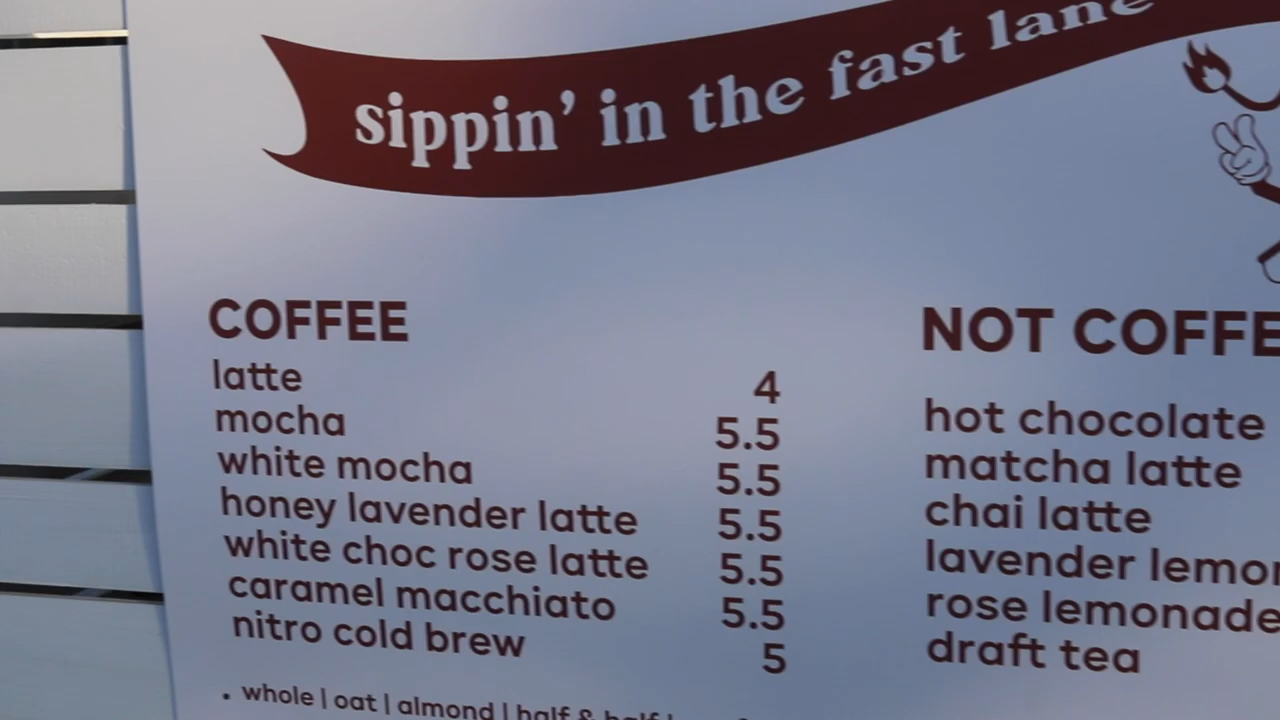 sippin' in the fast lane
COFFEE
latte 4
mocha 5.5
white mocha 5.5
honey lavender latte 5.5
white choc rose latte 5.5
caramel macchiato 5.5
nitro cold brew 5
• whole | oat | almond | half & half |
NOT COFFE
hot chocolate
matcha latte
chai latte
lavender lemon
rose lemonade
draft tea